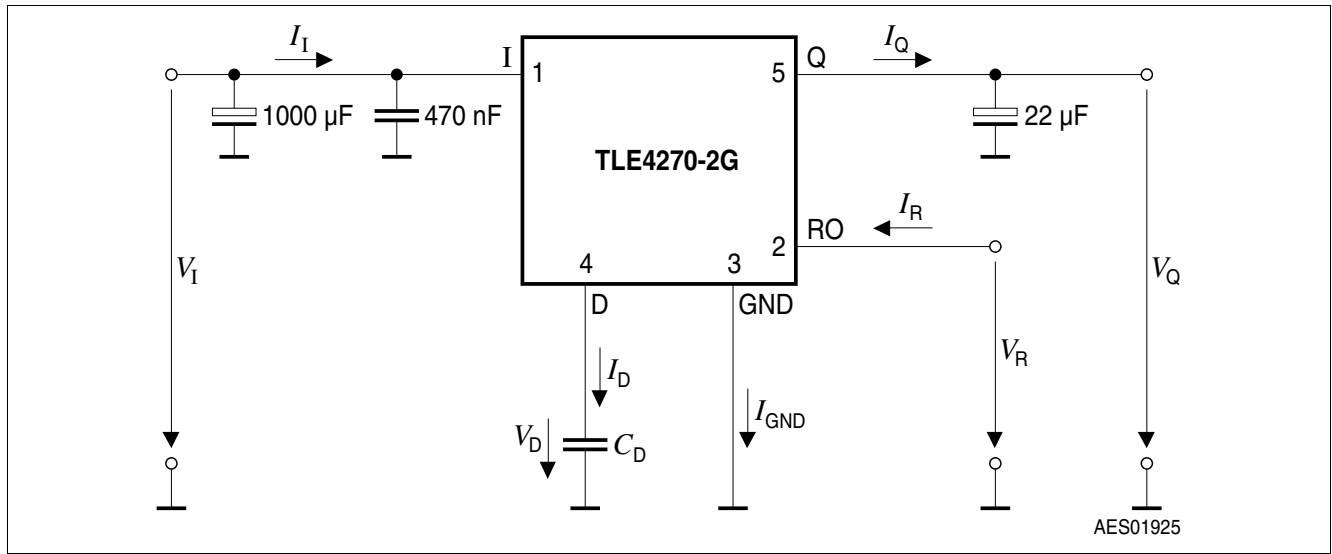 I_I
I
1
5
Q
I_Q
1000 µF
470 nF
22 µF
TLE4270-2G
I_R
RO
2
4
3
D
GND
V_I
V_Q
V_R
I_D
I_GND
V_D
C_D
AES01925